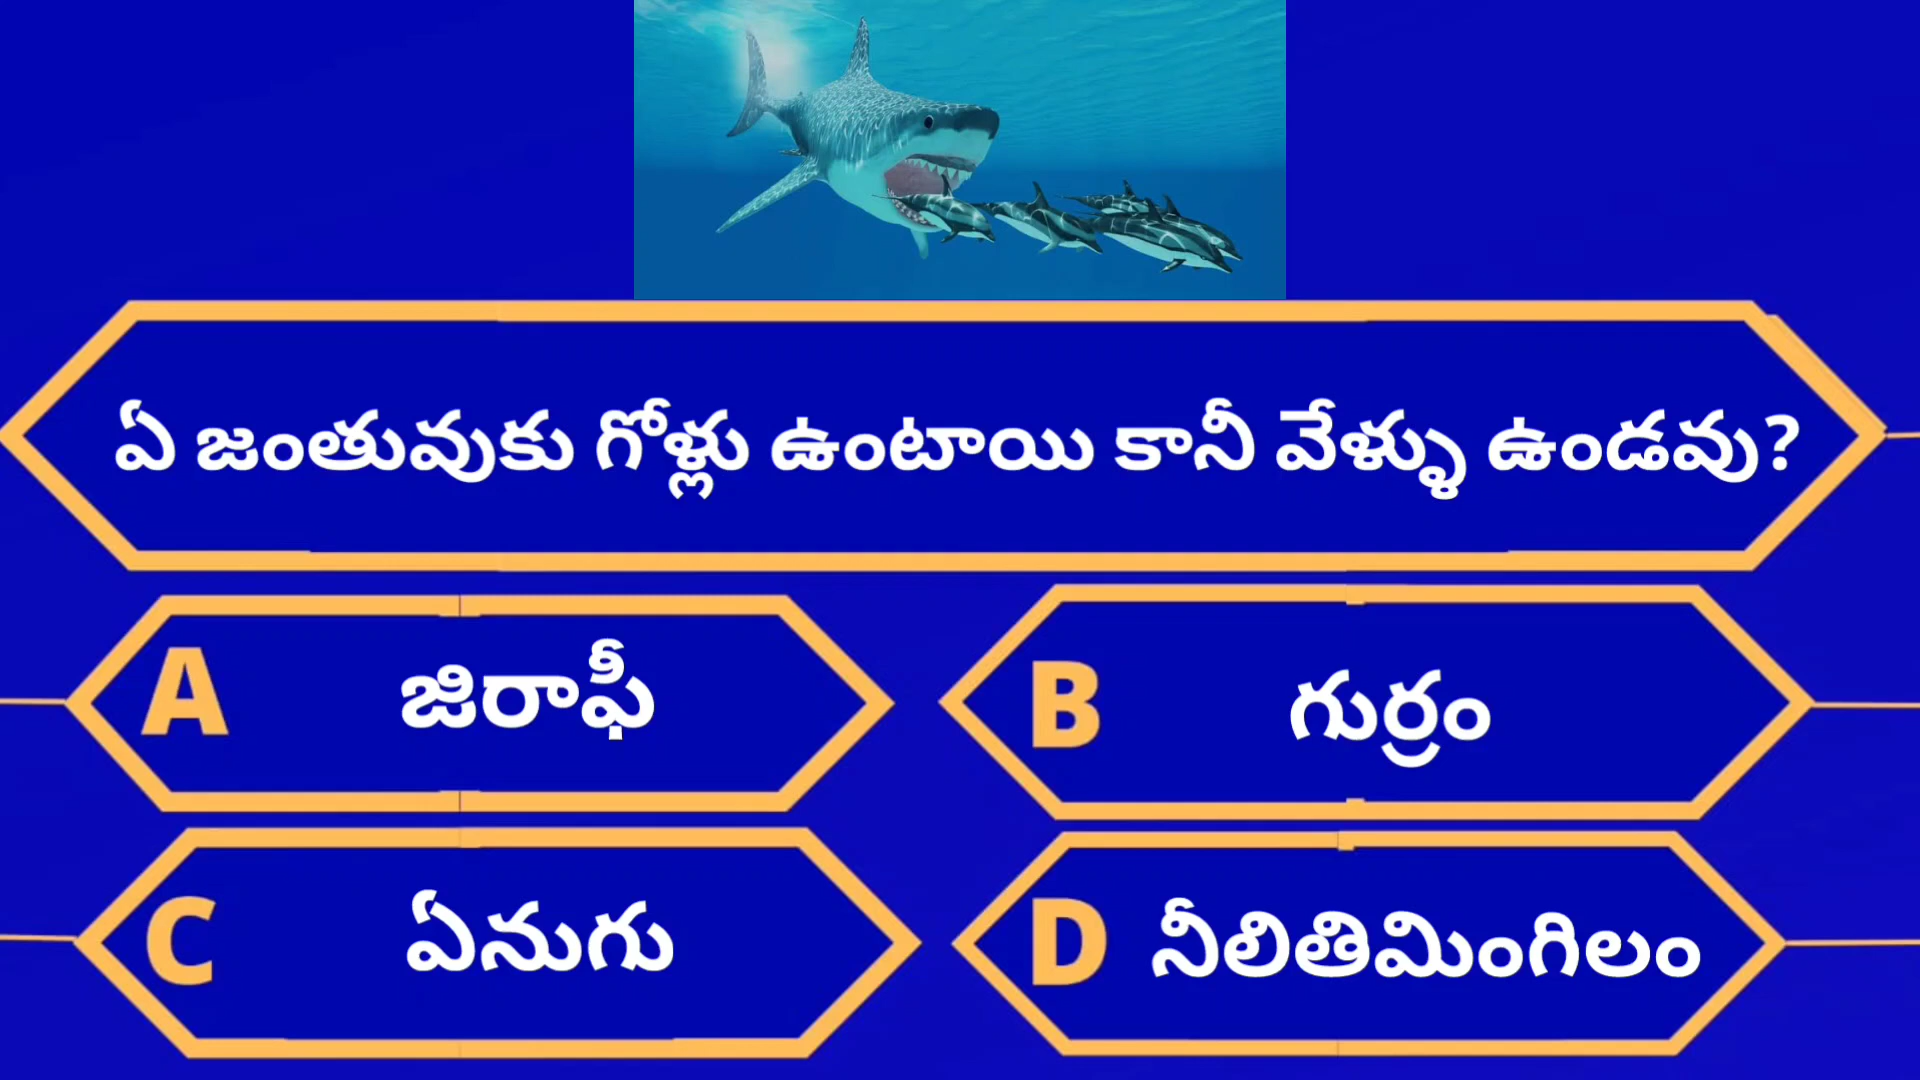 ఏ జంతువుకు గోళ్లు ఉంటాయి కానీ వేళ్ళు ఉండవు?
A జిరాఫీ
B గుర్రం
C ఏనుగు
D నీలితిమింగిలం